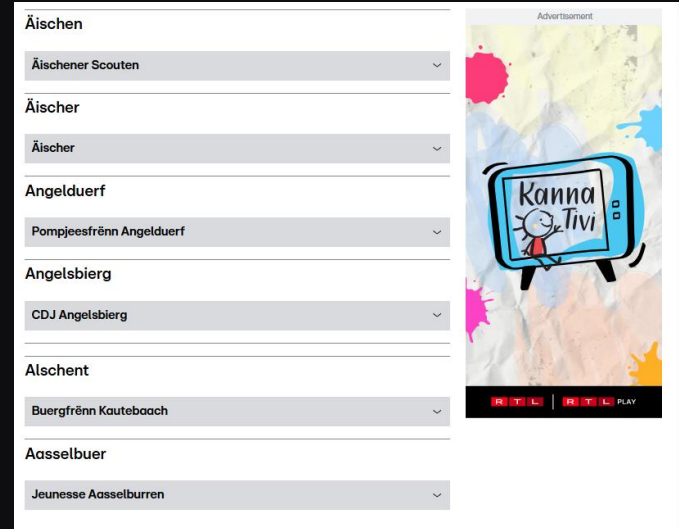 Äischen
Äischener Scouten
Äischer
Äischer
Angelduerf
Pompjeesfrënn Angelduerf
Angelsbierg
CDJ Angelsbierg
Alschent
Buergfrënn Kautebaach
Aasselbuer
Jeunesse Aasselburren
Advertisement
Kanna
Tivi
RTL RTL PLAY